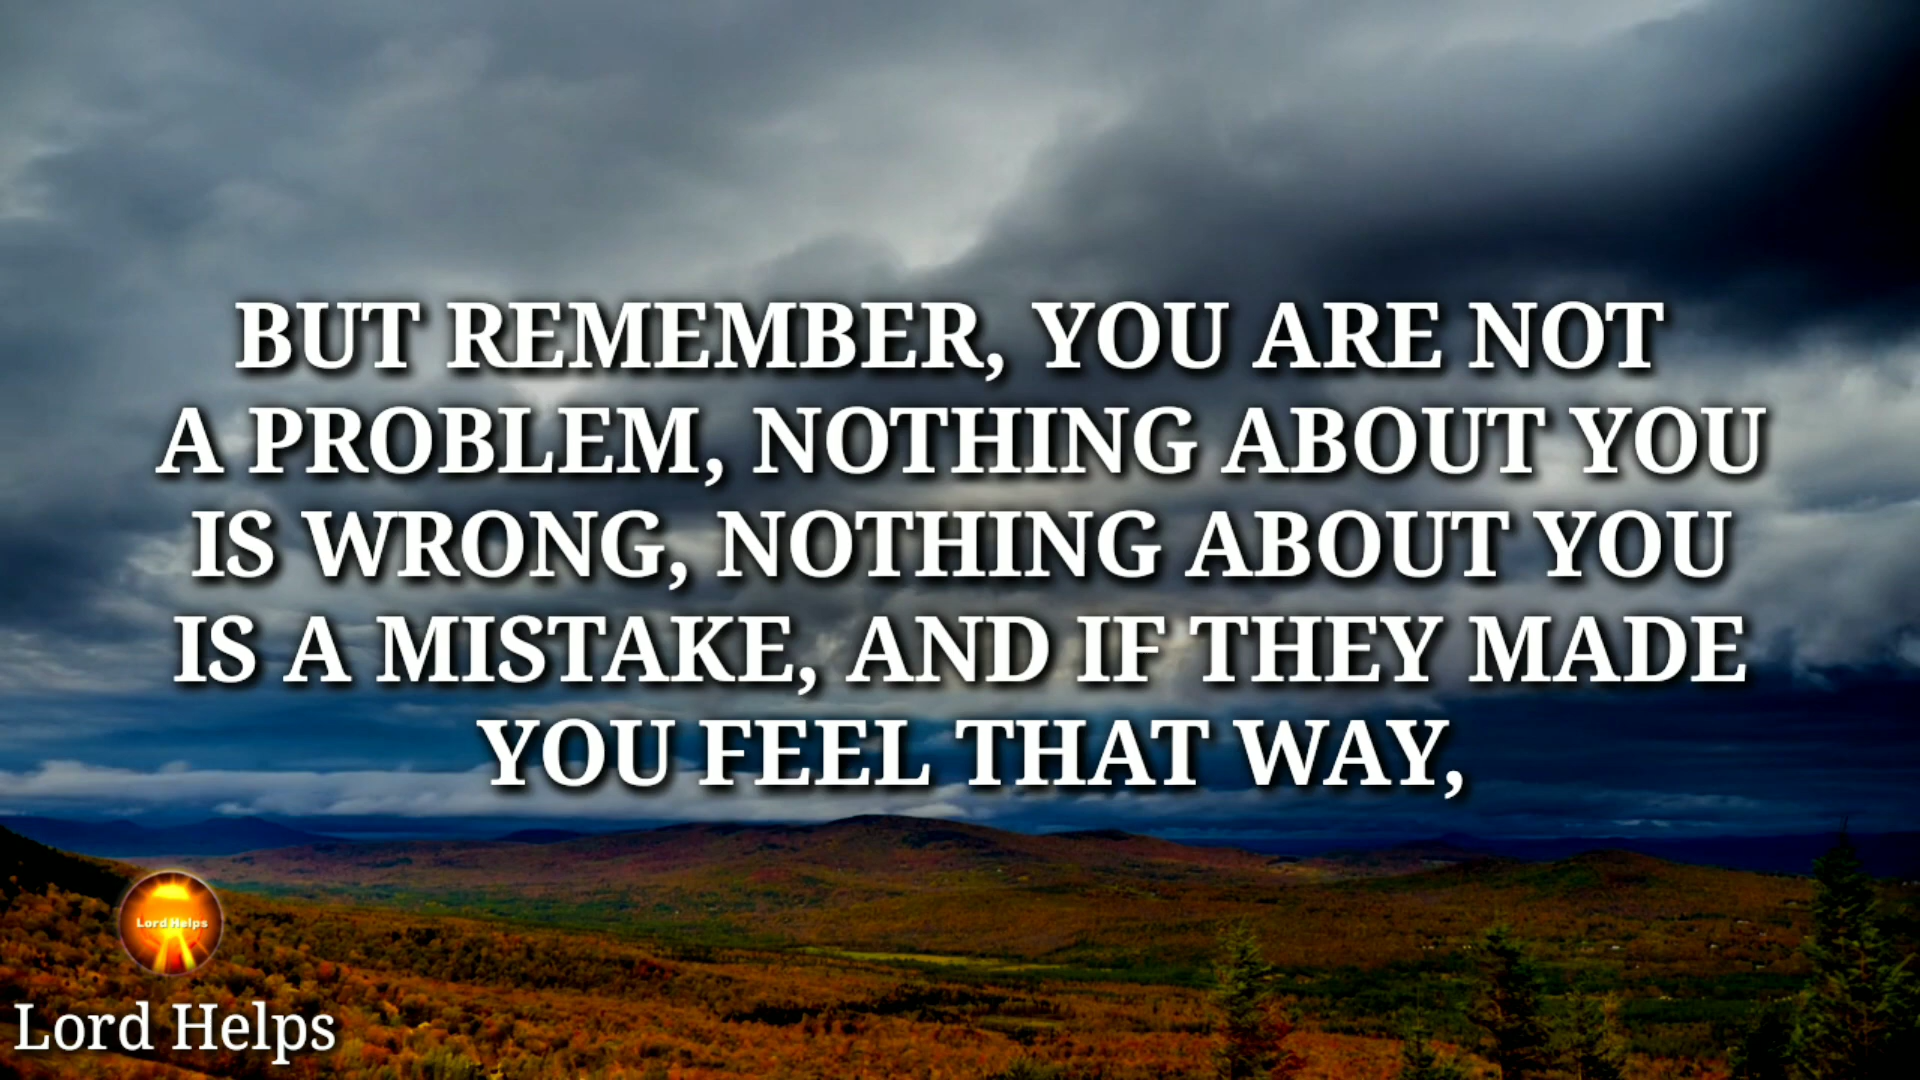 BUT REMEMBER, YOU ARE NOT
A PROBLEM, NOTHING ABOUT YOU
IS WRONG, NOTHING ABOUT YOU
IS A MISTAKE, AND IF THEY MADE
YOU FEEL THAT WAY,
Lord Helps
Lord Helps